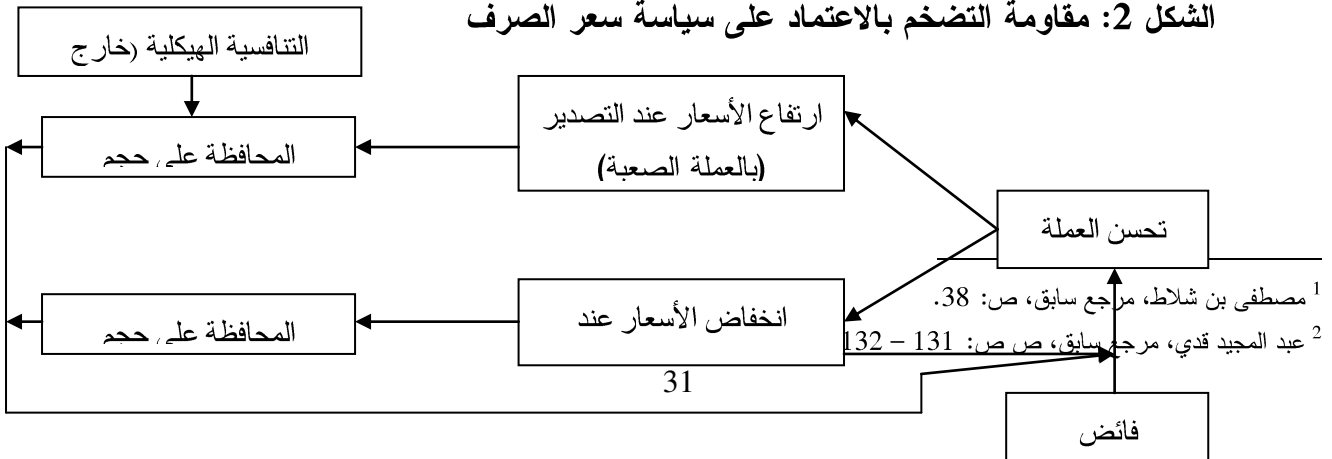 الشكل 2: مقاومة التضخم بالاعتماد على سياسة سعر الصرف
التنافسية الهيكلية (خارج
ارتفاع الأسعار عند التصدير
(بالعملة الصعبة)
المحافظة على حجم
تحسن العملة
انخفاض الأسعار عند
المحافظة على حجم
1 مصطفى بن شلاط، مرجع سابق، ص: 38.
2 عبد المجيد قدي، مرجع سابق، ص ص: 131 – 132
31
فائض